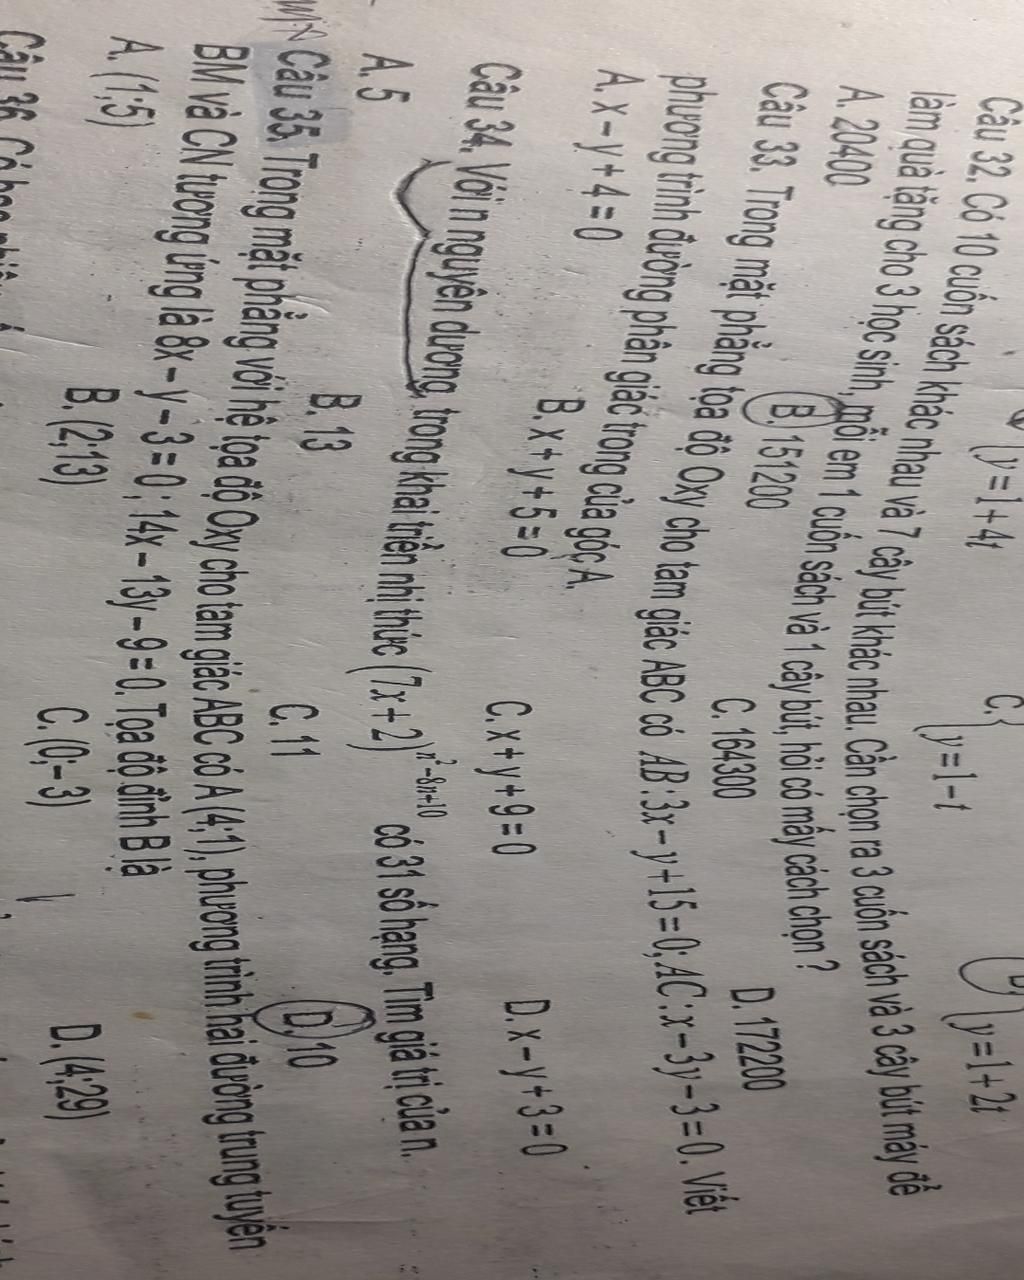 y = 1 + 4t
C. { y = 1 - t
D. { y = 1 + 2t
Câu 32. Có 10 cuốn sách khác nhau và 7 cây bút khác nhau. Cần chọn ra 3 cuốn sách và 3 cây bút máy để
làm quà tặng cho 3 học sinh, mỗi em 1 cuốn sách và 1 cây bút, hỏi có mấy cách chọn ?
A. 20400 B. 151200 C. 164300 D. 172200
Câu 33. Trong mặt phẳng tọa độ Oxy cho tam giác ABC có AB : 3x - y + 15 = 0; AC : x - 3y - 3 = 0. Viết
phương trình đường phân giác trong của góc A.
A. x - y + 4 = 0 B. x + y + 5 = 0 C. x + y + 9 = 0 D. x - y + 3 = 0
Câu 34. Với n nguyên dương, trong khai triển nhị thức (7x + 2)^{n² - 8n + 10} có 31 số hạng. Tìm giá trị của n.
A. 5 B. 13 C. 11 D. 10
Câu 35. Trong mặt phẳng với hệ tọa độ Oxy cho tam giác ABC có A (4;1), phương trình hai đường trung tuyến
BM và CN tương ứng là 8x - y - 3 = 0 ; 14x - 13y - 9 = 0. Tọa độ đỉnh B là
A. (1;5) B. (2;13) C. (0;- 3) D. (4;29)
Câu 36. Có